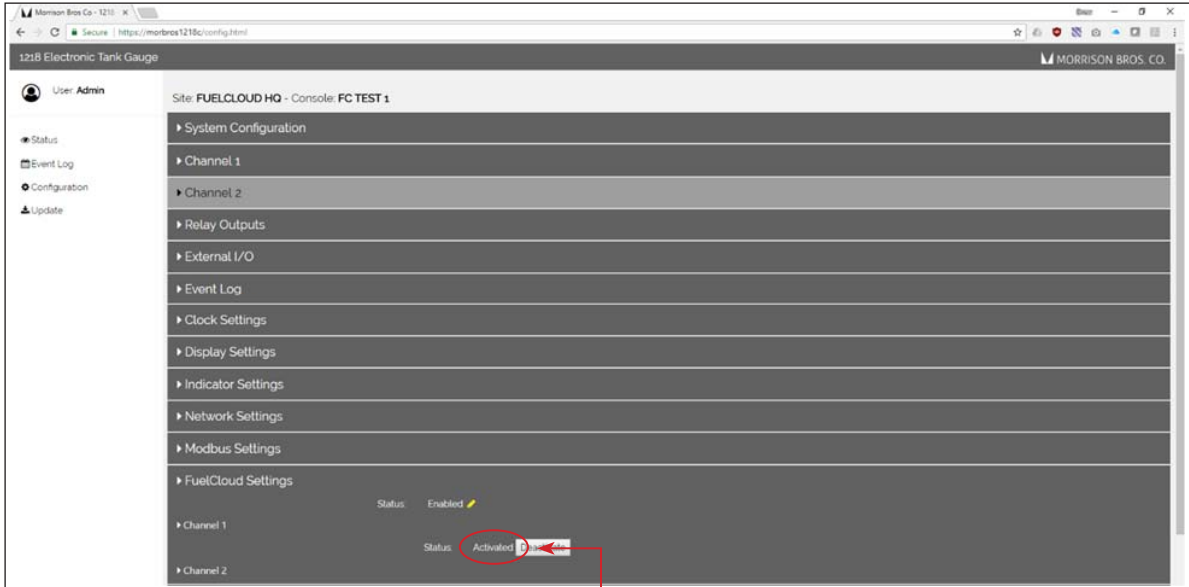 Morrison Bros Co - 1218
Secure https://morbros1218c/config.html
1218 Electronic Tank Gauge
MORRISON BROS. CO.
User: Admin
Site: FUELCLOUD HQ - Console: FC TEST 1
Status
Event Log
Configuration
Update
System Configuration
Channel 1
Channel 2
Relay Outputs
External I/O
Event Log
Clock Settings
Display Settings
Indicator Settings
Network Settings
Modbus Settings
FuelCloud Settings
Status: Enabled
Channel 1
Status: Activated
Channel 2